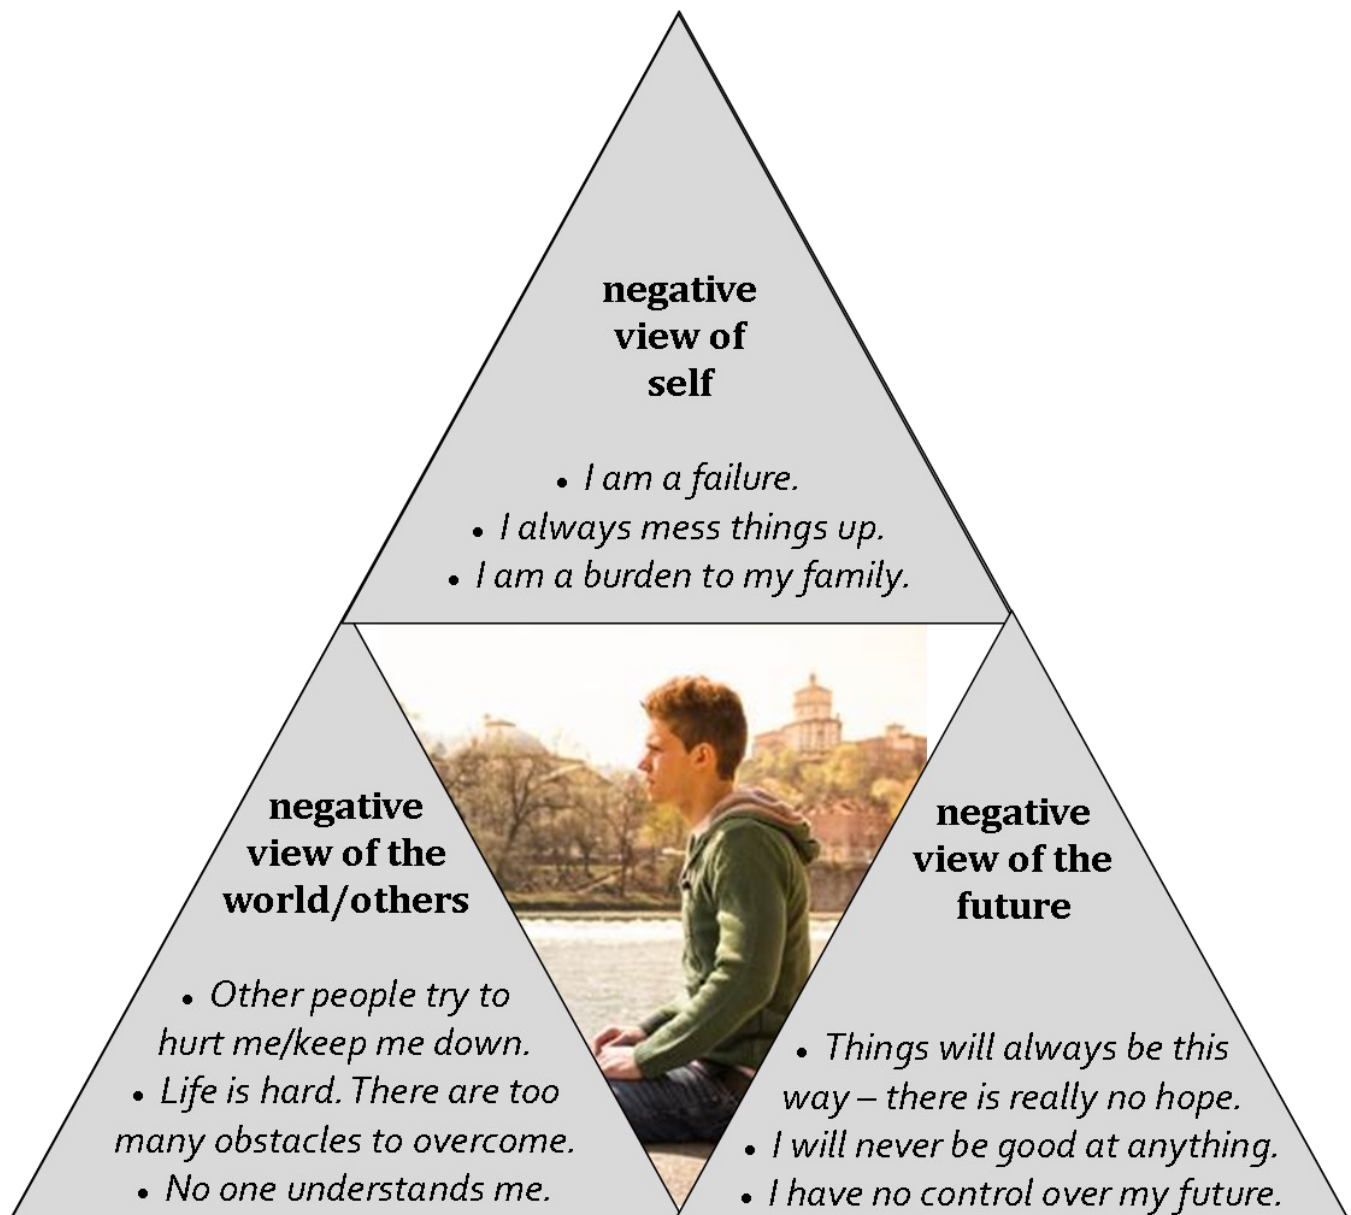 negative
view of
self
• I am a failure.
• I always mess things up.
• I am a burden to my family.
negative
view of the
world/others
• Other people try to
hurt me/keep me down.
• Life is hard. There are too
many obstacles to overcome.
• No one understands me.
negative
view of the
future
• Things will always be this
way – there is really no hope.
• I will never be good at anything.
• I have no control over my future.